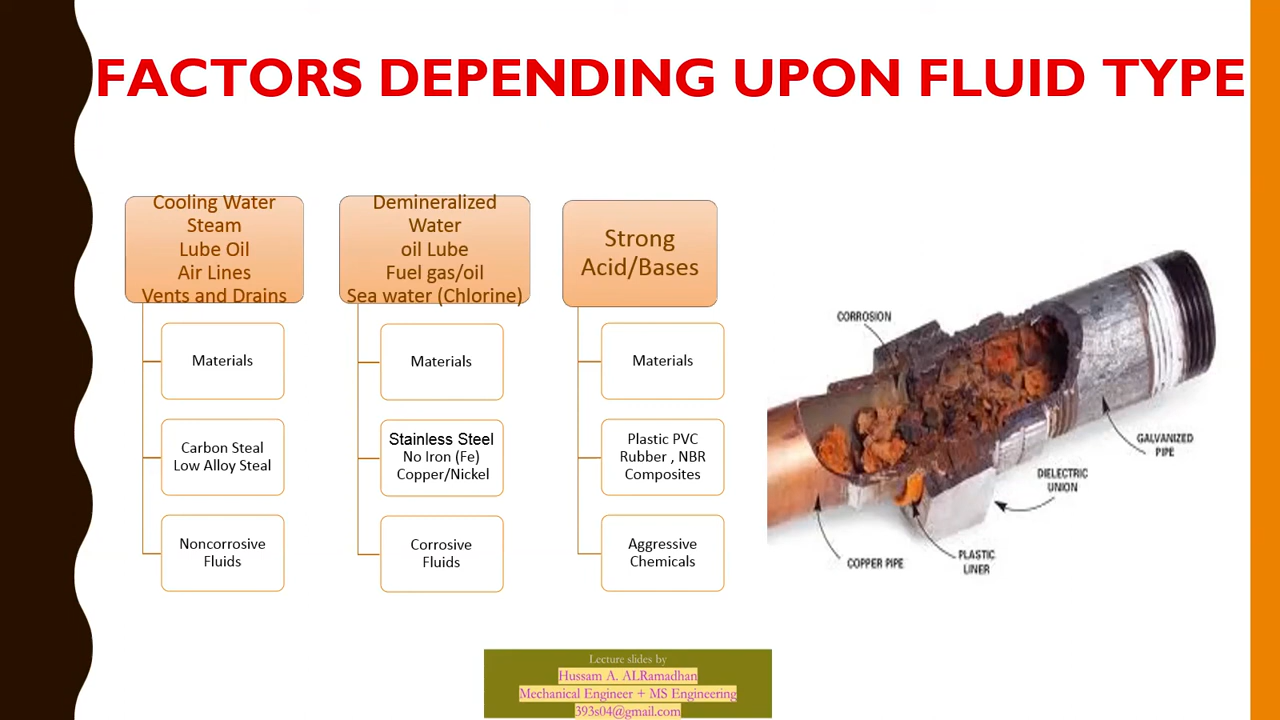 FACTORS DEPENDING UPON FLUID TYPE
Cooling Water
Steam
Lube Oil
Air Lines
Vents and Drains
Materials
Carbon Steal
Low Alloy Steal
Noncorrosive
Fluids
Demineralized
Water
oil Lube
Fuel gas/oil
Sea water (Chlorine)
Materials
Stainless Steel
No Iron (Fe)
Copper/Nickel
Corrosive
Fluids
Strong
Acid/Bases
Materials
Plastic PVC
Rubber , NBR
Composites
Aggressive
Chemicals
CORROSION
GALVANIZED
PIPE
DIELECTRIC
UNION
PLASTIC
LINER
COPPER PIPE
Lecture slides by
Hussam A. ALRamadhan
Mechanical Engineer + MS Engineering
393s04@gmail.com